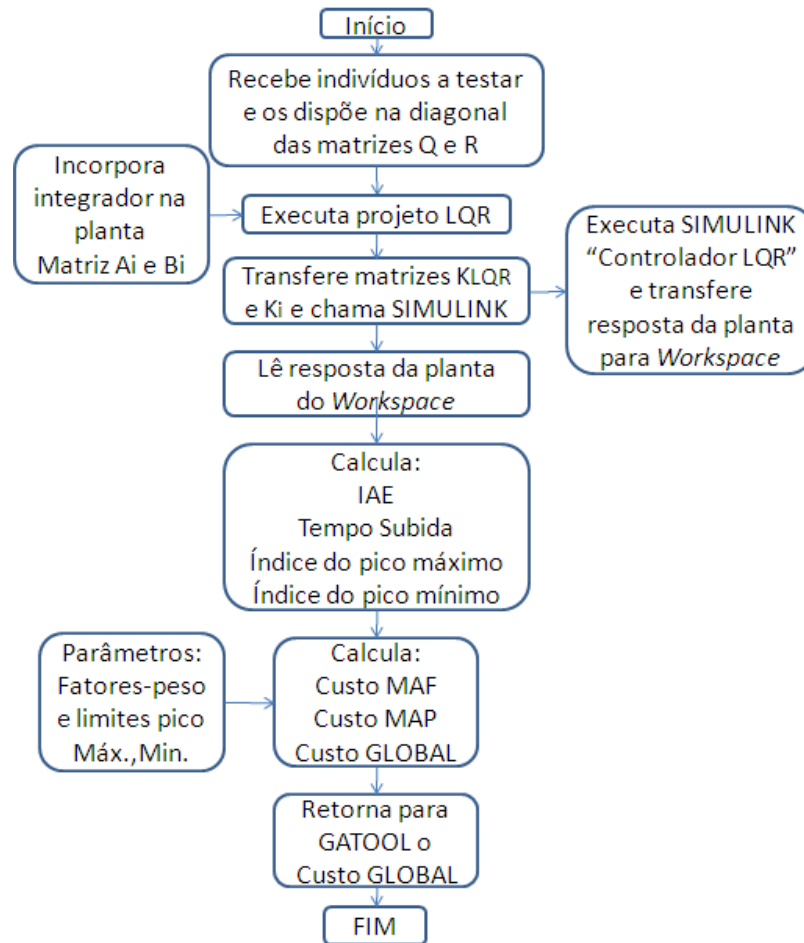 Início
Recebe indivíduos a testar
e os dispõe na diagonal
das matrizes Q e R
Incorpora
integrador na
planta
Matriz Ai e Bi
Executa projeto LQR
Transfere matrizes KLQR
e Ki e chama SIMULINK
Executa SIMULINK
“Controlador LQR”
e transfere
resposta da planta
para Workspace
Lê resposta da planta
do Workspace
Calcula:
IAE
Tempo Subida
Índice do pico máximo
Índice do pico mínimo
Parâmetros:
Fatores-peso
e limites pico
Máx.,Min.
Calcula:
Custo MAF
Custo MAP
Custo GLOBAL
Retorna para
GATOOL o
Custo GLOBAL
FIM